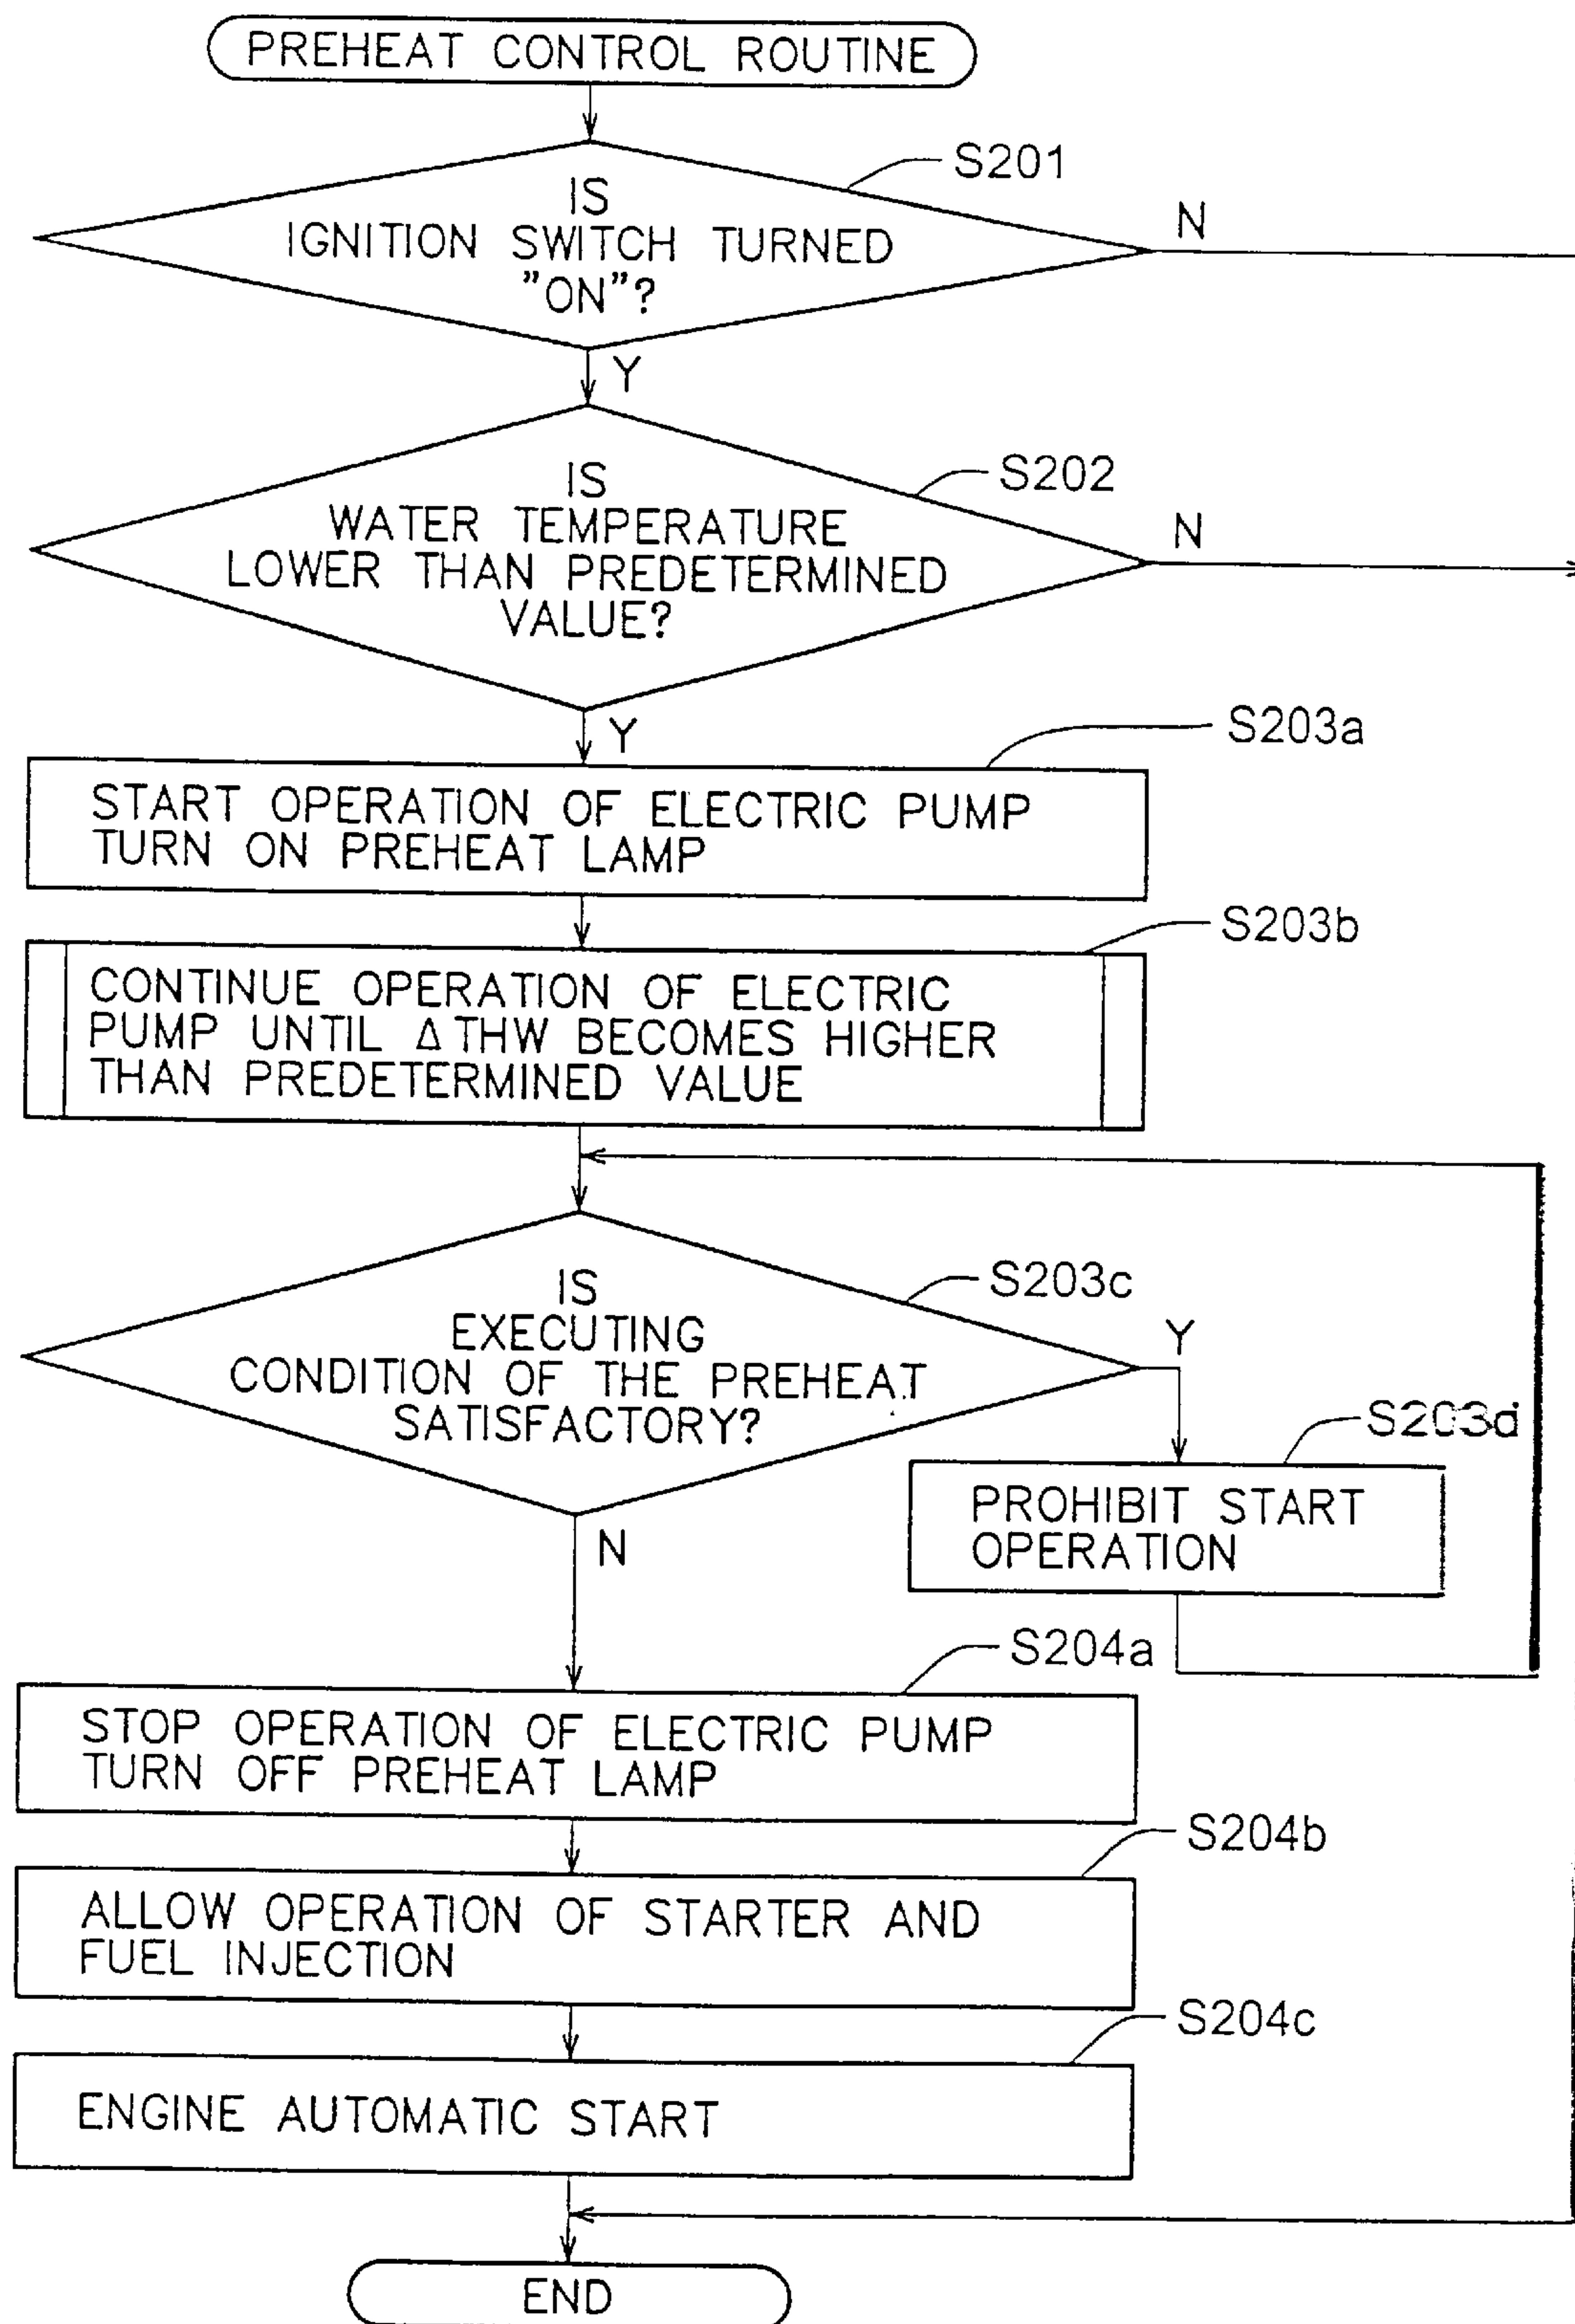 PREHEAT CONTROL ROUTINE
S201
IS
IGNITION SWITCH TURNED
"ON"?
N
Y
S202
IS
WATER TEMPERATURE
LOWER THAN PREDETERMINED
VALUE?
N
Y
S203a
START OPERATION OF ELECTRIC PUMP
TURN ON PREHEAT LAMP
S203b
CONTINUE OPERATION OF ELECTRIC
PUMP UNTIL ΔTHW BECOMES HIGHER
THAN PREDETERMINED VALUE
S203c
IS
EXECUTING
CONDITION OF THE PREHEAT
SATISFACTORY?
Y
S203d
PROHIBIT START
OPERATION
N
S204a
STOP OPERATION OF ELECTRIC PUMP
TURN OFF PREHEAT LAMP
S204b
ALLOW OPERATION OF STARTER AND
FUEL INJECTION
S204c
ENGINE AUTOMATIC START
END